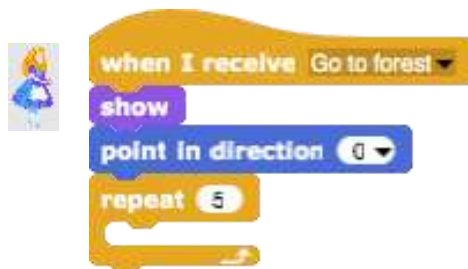 when I receive Go to forest
show
point in direction 0
repeat 5